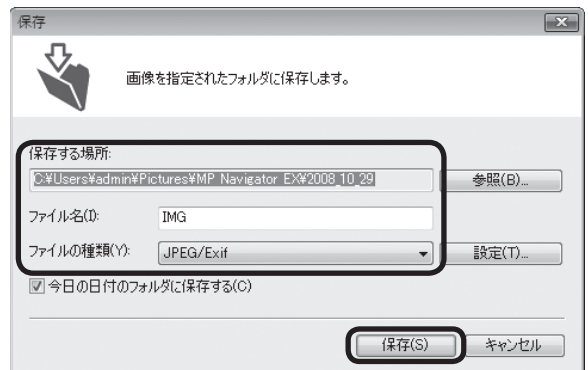 保存
画像を指定されたフォルダに保存します。
保存する場所:
C:¥Users¥admin¥Pictures¥MP Navigator EX¥2008_10_29
参照(B)...
ファイル名(I): IMG
ファイルの種類(Y): JPEG/Exif 設定(T)...
今日の日付のフォルダに保存する(C)
保存(S) キャンセル